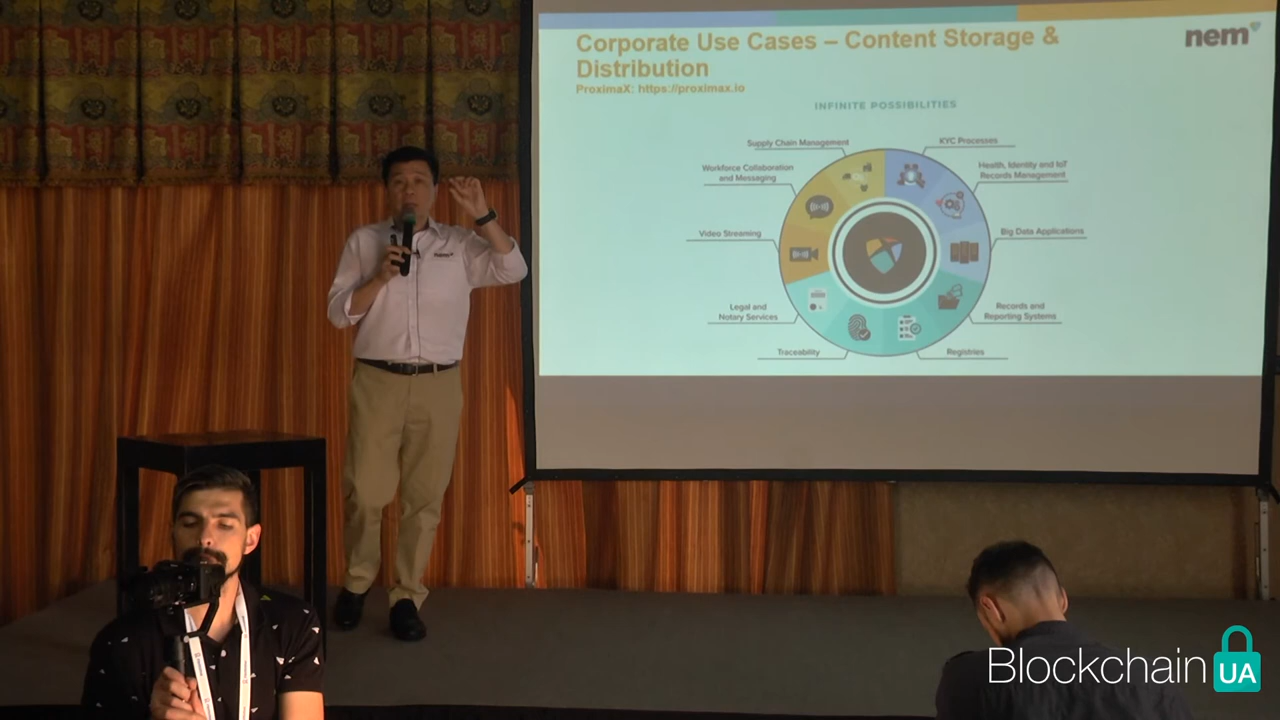 Corporate Use Cases – Content Storage &
Distribution
nem
ProximaX: https://proximax.io
INFINITE POSSIBILITIES
Supply Chain Management
KYC Processes
Workforce Collaboration
and Messaging
Health, Identity and IoT
Records Management
Video Streaming
Big Data Applications
Legal and
Notary Services
Records and
Reporting Systems
Traceability
Registries
nem
Blockchain UA